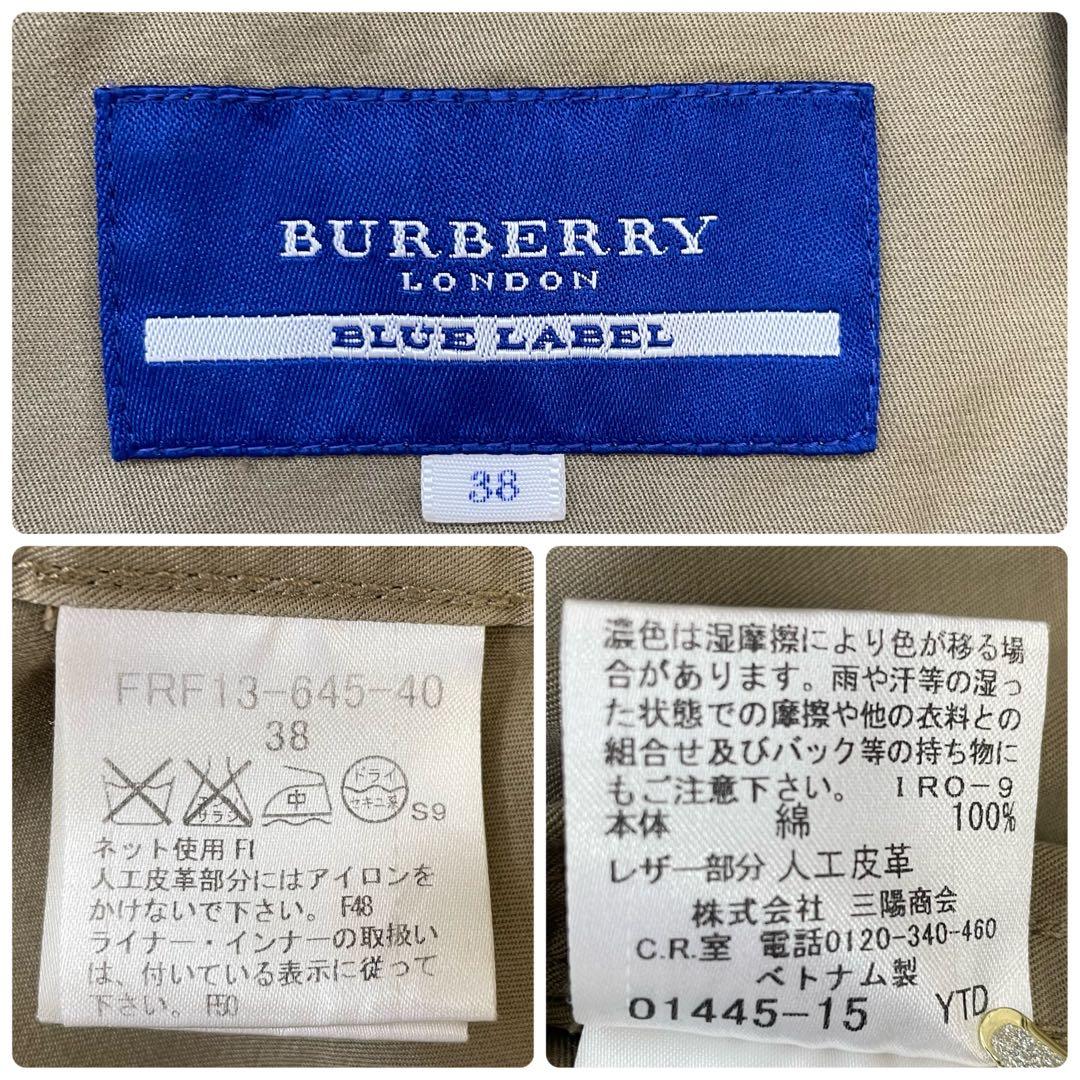 BURBERRY
LONDON
BLUE LABEL
38
FRF13-645-40
38
エンソ
サラシ
中
ドライ
セキユ系
S9
ネット使用 F1
人工皮革部分にはアイロンを
かけないで下さい。 F48
ライナー・インナーの取扱い
は、付いている表示に従って
下さい。 F50
濃色は湿摩擦により色が移る場
合があります。雨や汗等の湿っ
た状態での摩擦や他の衣料との
組合せ及びバック等の持ち物に
もご注意下さい。 IRO-9
本体 綿 100%
レザー部分 人工皮革
株式会社 三陽商会
C.R.室 電話0120-340-460
ベトナム製
01445-15 YTD